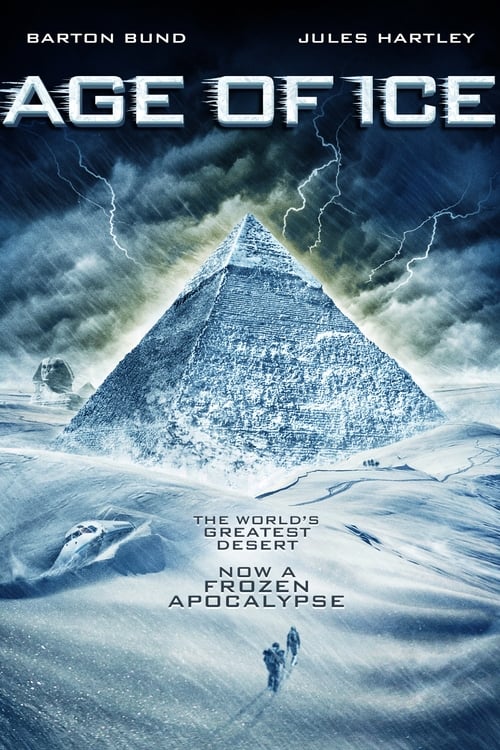 BARTON BUND JULES HARTLEY
AGE OF ICE
THE WORLD'S
GREATEST
DESERT
NOW A
FROZEN
APOCALYPSE